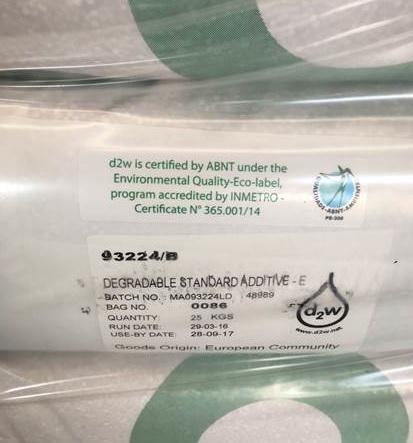 d2w is certified by ABNT under the
Environmental Quality-Eco-label,
program accredited by INMETRO -
Certificate N° 365.001/14
93224/B
DEGRADABLE STANDARD ADDITIVE - E
BATCH NO. MA093224LD 48989
BAG NO. 0086
QUANTITY: 25 KGS
RUN DATE: 29-03-16
USE-BY DATE: 28-09-17
Goods Origin: European Community
d2w
www.d2w.net